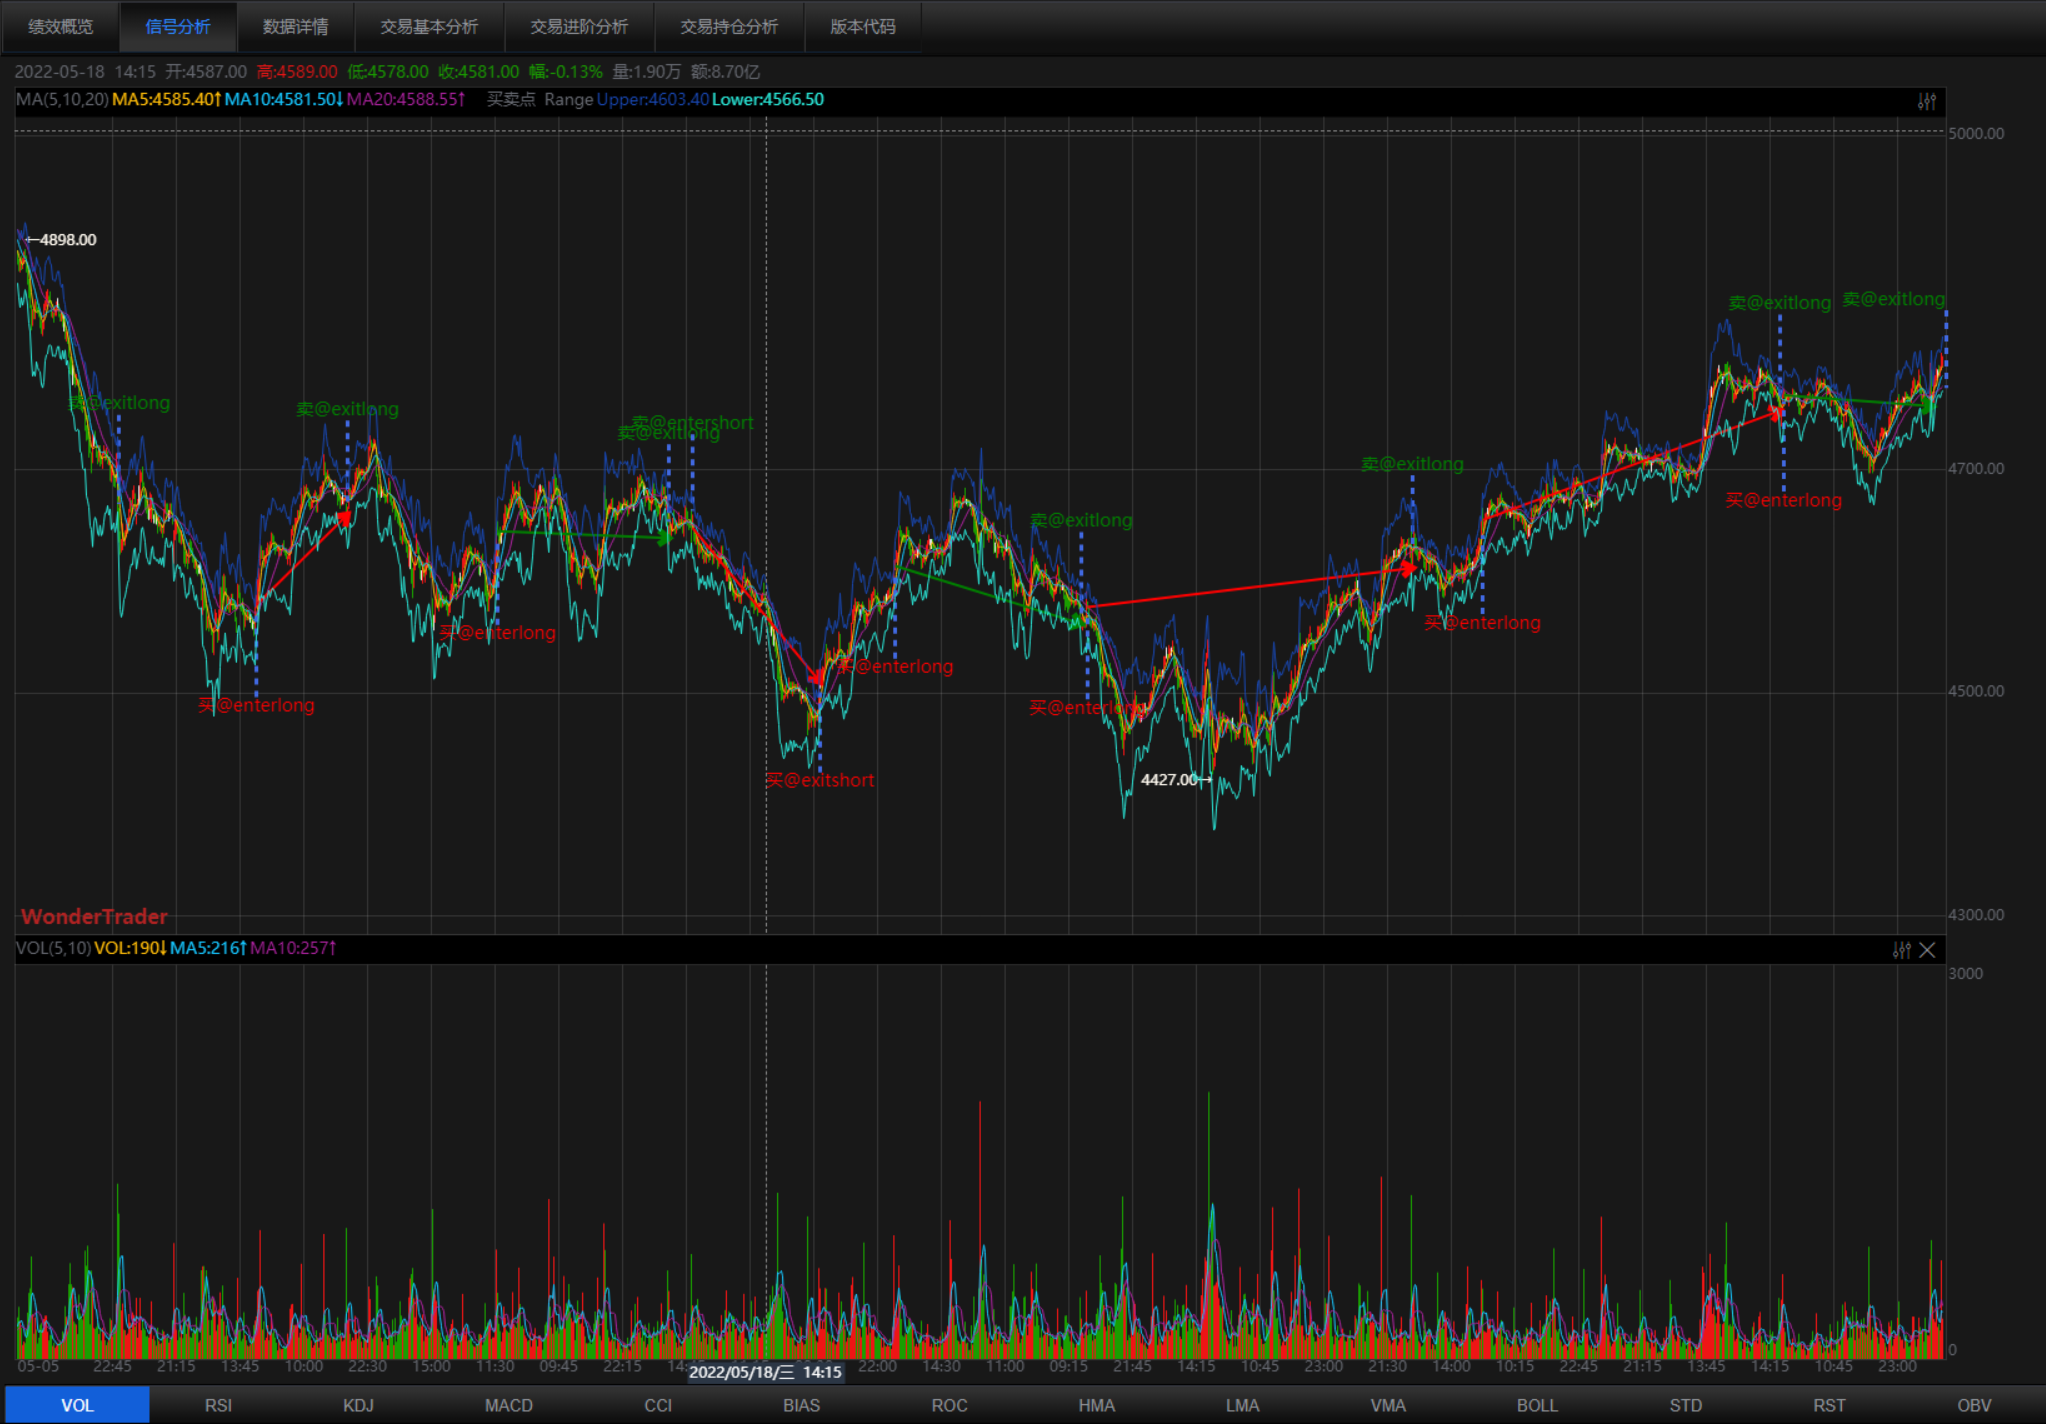 绩效概览 信号分析 数据详情 交易基本分析 交易进阶分析 交易持仓分析 版本代码
2022-05-18 14:15 开:4587.00 高:4589.00 低:4578.00 收:4581.00 幅:-0.13% 量:1.90万 额:8.70亿
MA(5,10,20) MA5:4585.40↑ MA10:4581.50↓ MA20:4588.55↑ 买卖点 Range Upper:4603.40 Lower:4566.50
5000.00
←4898.00
卖@exitlong 卖@exitlong
卖@exitlong
卖@exitlong
卖@entershort
卖@exitlong
卖@exitlong
4700.00
买@enterlong
卖@exitlong
买@enterlong
买@enterlong
买@enterlong
4500.00
买@enterlong
买@enterlong
买@exitshort
4427.00→
WonderTrader
4300.00
VOL(5,10) VOL:190↓ MA5:216↑ MA10:257↑
3000
0
05-05 22:45 21:15 13:45 10:00 22:30 15:00 11:30 09:45 22:15 2022/05/18/三 14:15 22:00 14:30 11:00 09:15 21:45 14:15 10:45 23:00 21:30 14:00 10:15 22:45 21:15 13:45 14:15 10:45 23:00
VOL RSI KDJ MACD CCI BIAS ROC HMA LMA VMA BOLL STD RST OBV